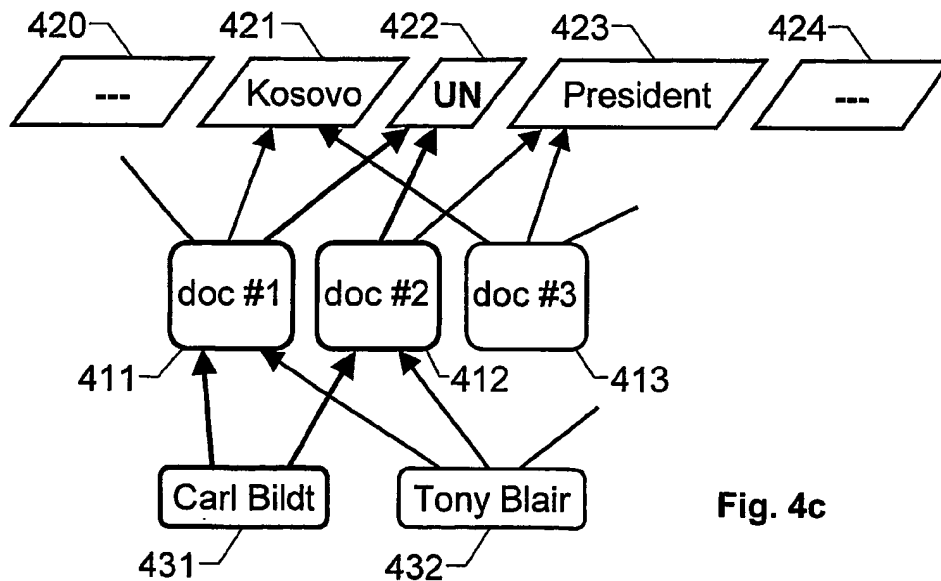 420 421 422 423 424
--- Kosovo UN President ---
doc #1 doc #2 doc #3
411 412 413
Carl Bildt Tony Blair
Fig. 4c
431 432